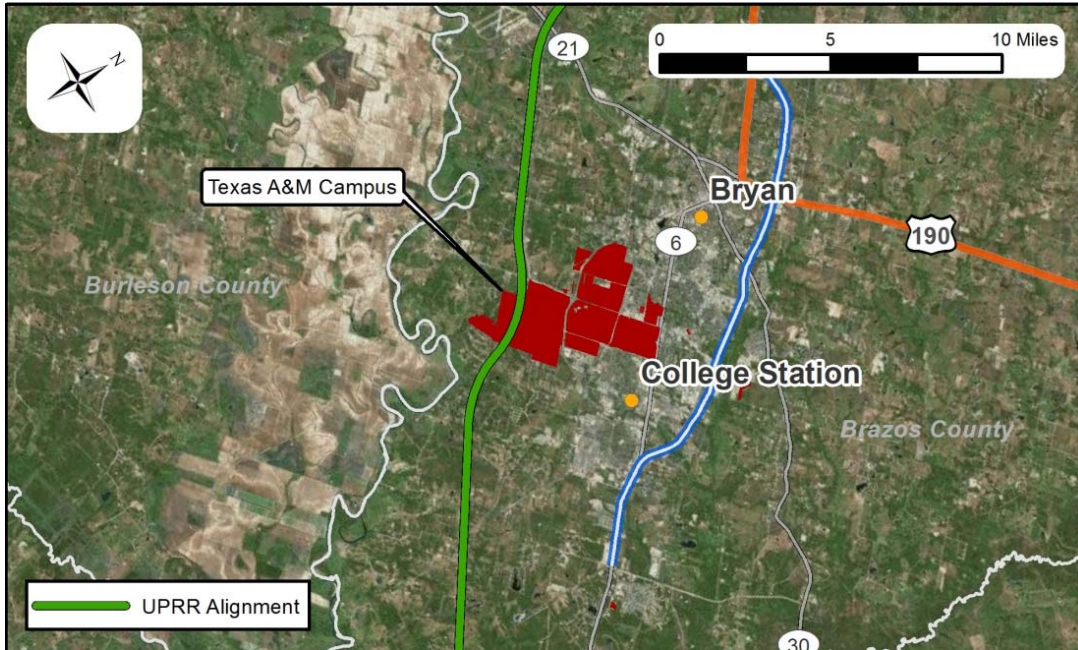 N
0 5 10 Miles
21
Texas A&M Campus
Bryan
6
190
Burleson County
College Station
Brazos County
UPRR Alignment
30